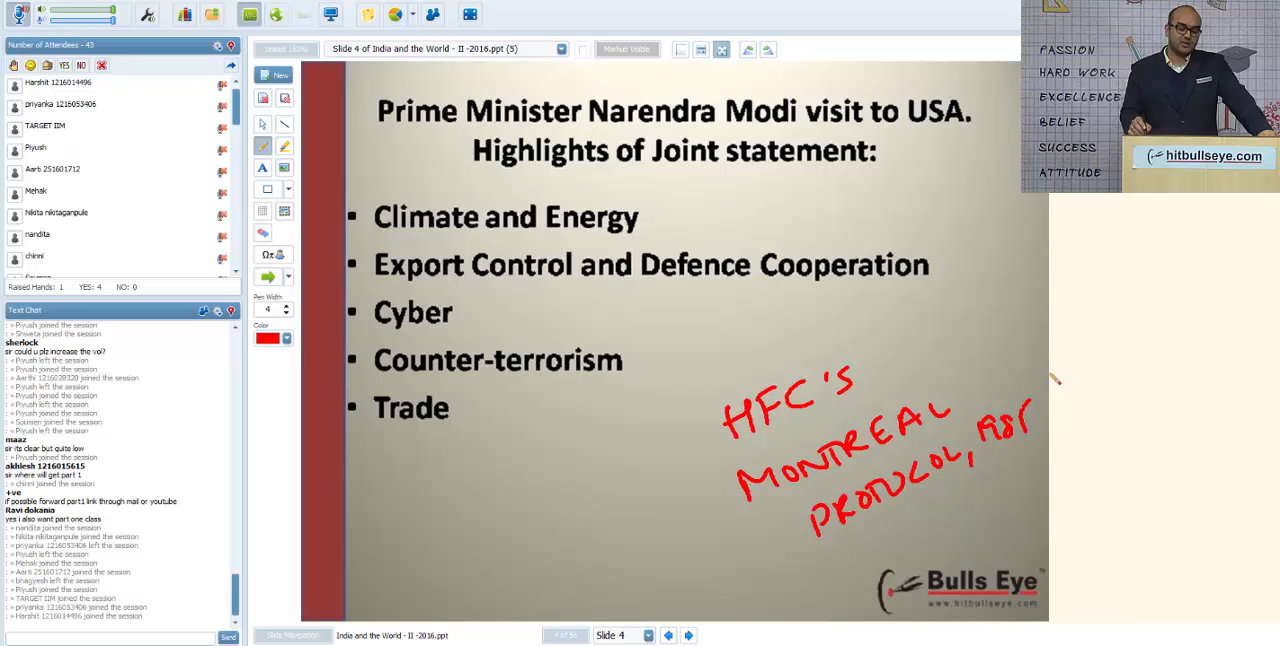 Number of Attendees - 43
Harshit 1216014496
priyanka 1216053406
TARGET IIM
Piyush
Aarti 251601712
Mehak
Nikita nikitaganpule
nandita
chinni
Raised Hands: 1 YES: 4 NO: 0
Text Chat
: > Piyush joined the session
: > Shweta joined the session
sherlock
sir could u plz increase the vol?
: < Piyush left the session
: > Piyush joined the session
: > Aarthi 1216028320 joined the session
: < Piyush left the session
: > Piyush joined the session
: < Piyush left the session
: > Piyush joined the session
: > Soumen joined the session
: < Piyush left the session
maaz
sir its clear but quite low
: > Piyush joined the session
akhlesh 1216015615
sir where will get part 1
: > chinni joined the session
+ve
if possible forward part1 link through mail or youtube
Ravi dokania
yes i also want part one class
: > nandita joined the session
: > Nikita nikitaganpule joined the session
: < priyanka 1216053406 left the session
: < Piyush left the session
: > Mehak joined the session
: > Aarti 251601712 joined the session
: < bhagyesh left the session
: > Piyush joined the session
: > TARGET IIM joined the session
: > priyanka 1216053406 joined the session
: > Harshit 1216014496 joined the session
Send
YES NO
Slide 4 of India and the World - II -2016.ppt (5)
Markup Visible
New
A
Ωπ
Pen Width
4
Color
Prime Minister Narendra Modi visit to USA.
Highlights of Joint statement:
▪ Climate and Energy
▪ Export Control and Defence Cooperation
▪ Cyber
▪ Counter-terrorism
▪ Trade
HFC's
MONTREAL
PROTOCOL,
Bulls Eye
www.hitbullseye.com
Slide Navigation
India and the World - II -2016.ppt
Slide 4
PASSION
HARD WORK
EXCELLENCE
BELIEF
SUCCESS
ATTITUDE
hitbullseye.com